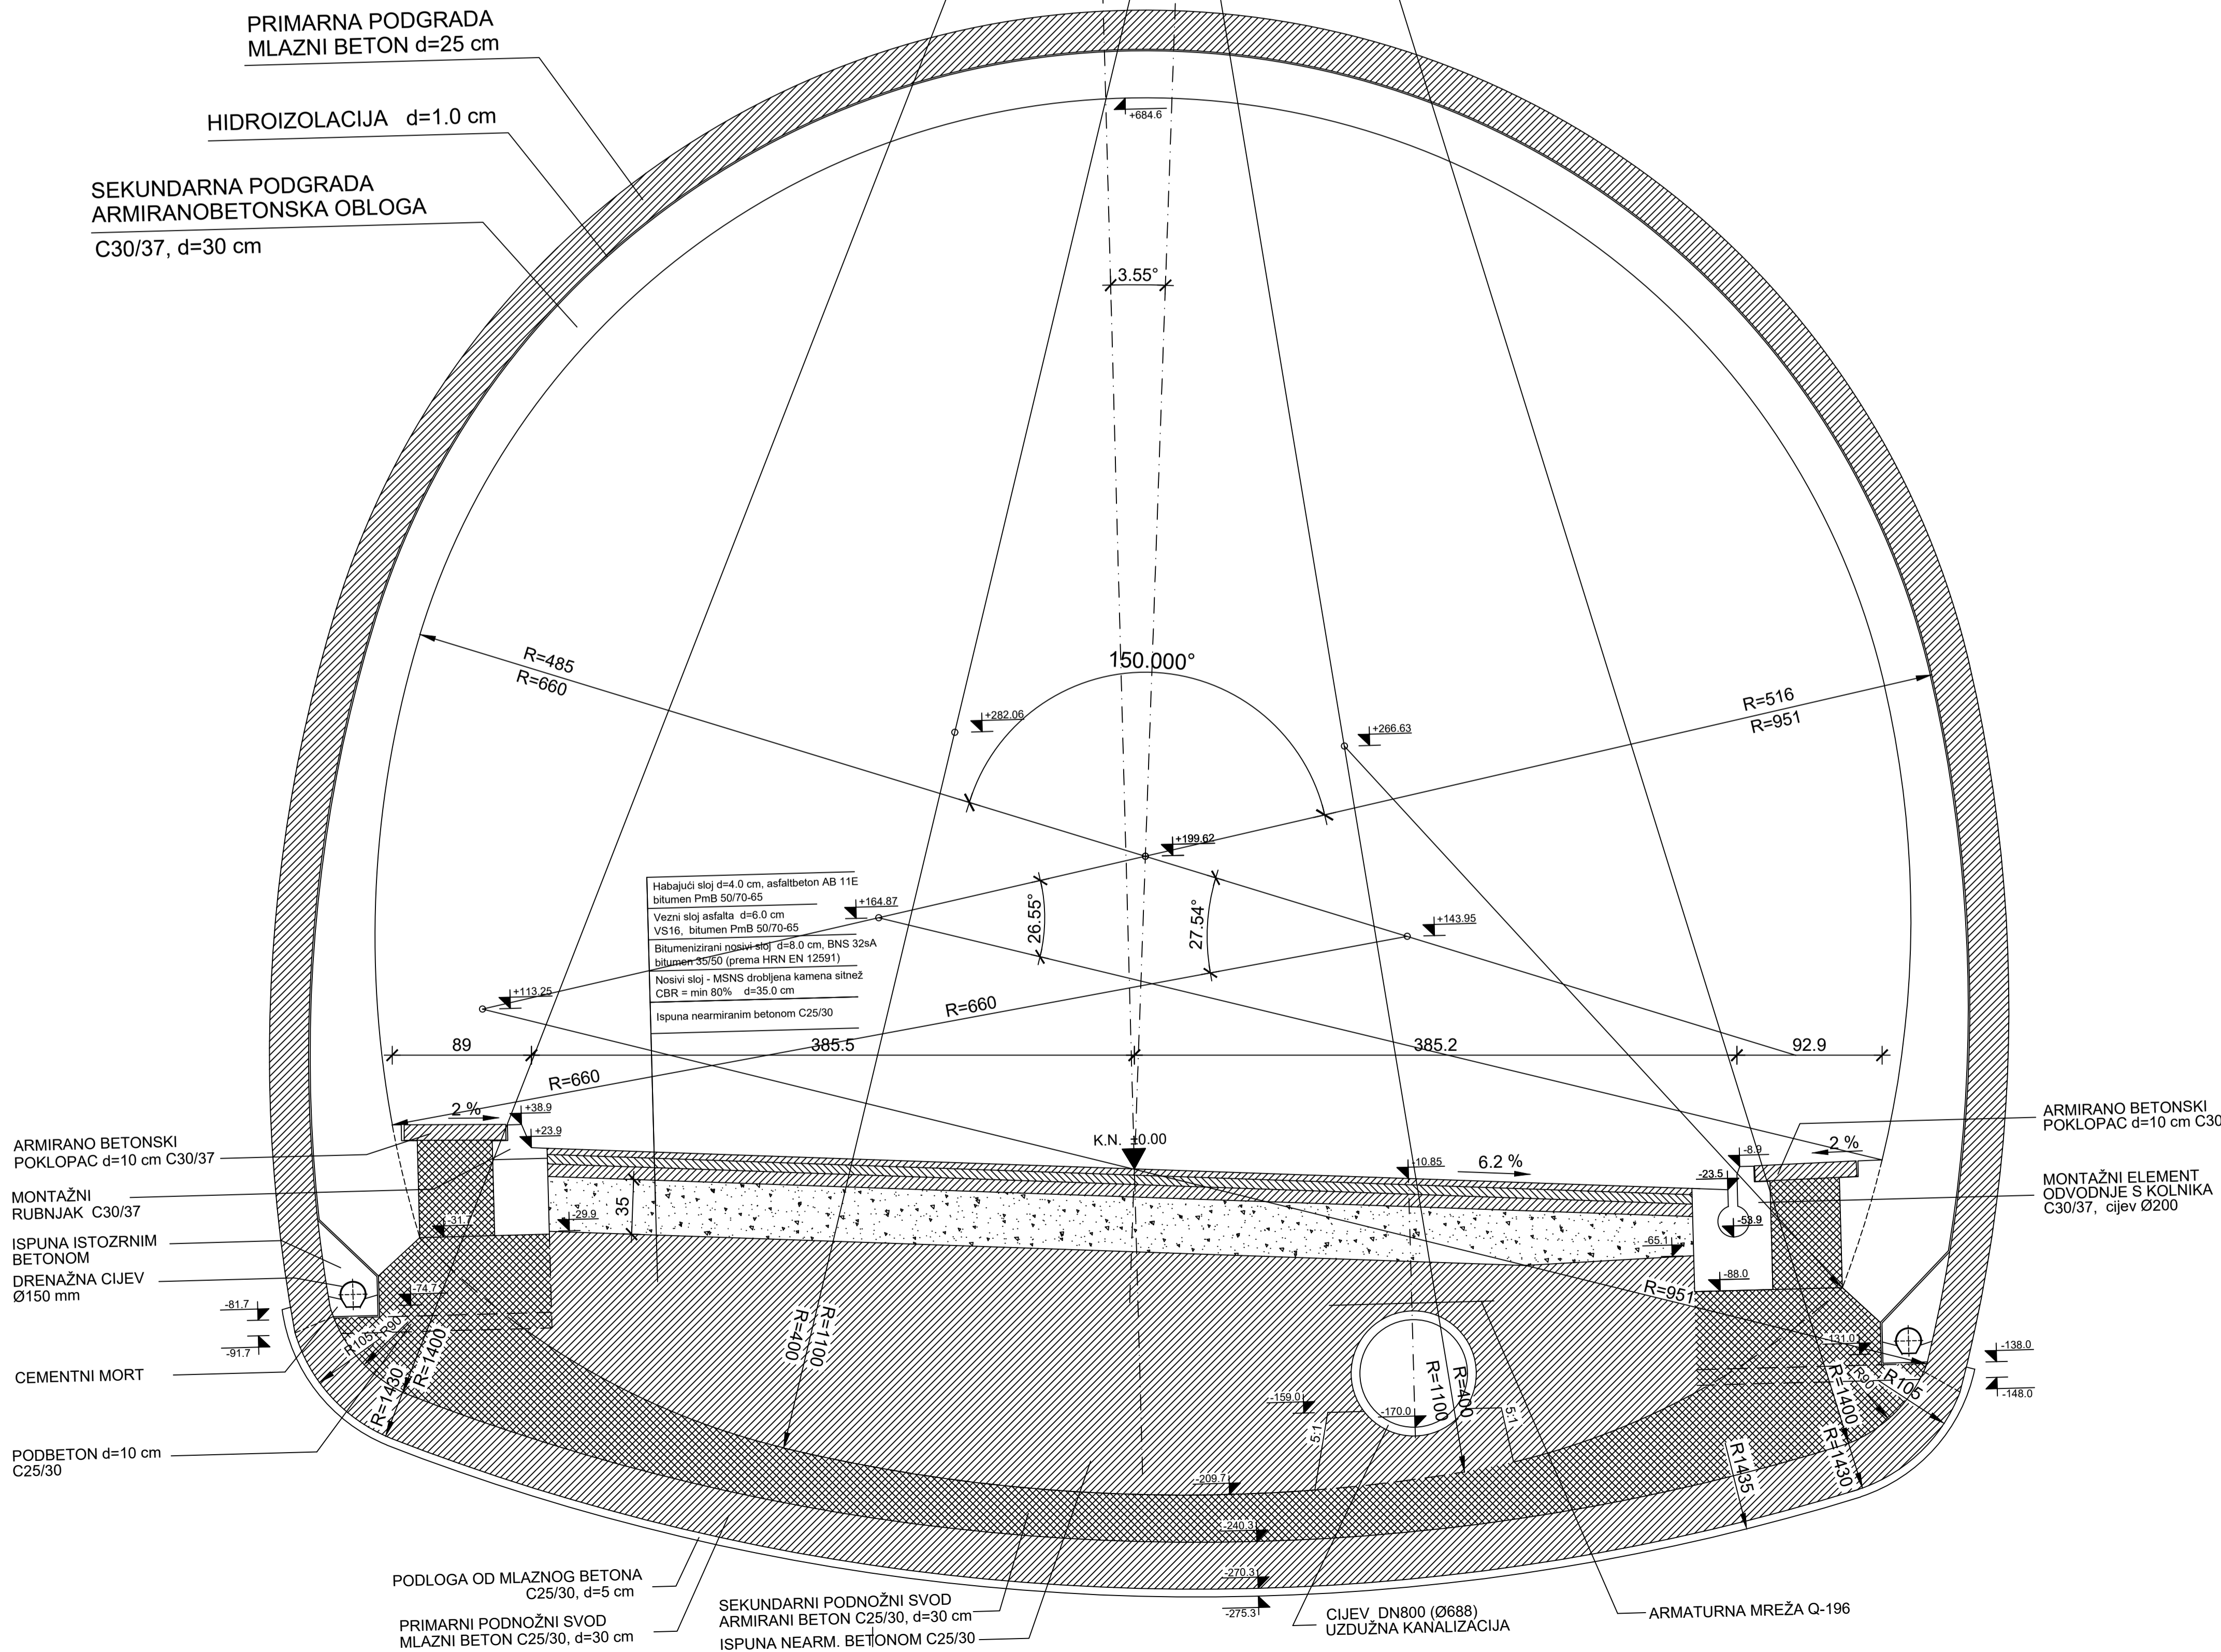 PRIMARNA PODGRADA
MLAZNI BETON d=25 cm
HIDROIZOLACIJA d=1.0 cm
SEKUNDARNA PODGRADA
ARMIRANOBETONSKA OBLOGA
C30/37, d=30 cm
+684.6
3.55°
150.000°
R=485
R=660
R=516
R=951
+282.06
+266.63
+199.62
+164.87
+143.95
+113.25
26.55°
27.54°
Habajući sloj d=4.0 cm, asfaltbeton AB 11E
bitumen PmB 50/70-65
Vezni sloj asfalta d=6.0 cm
VS16, bitumen PmB 50/70-65
Bitumenizirani nosivi sloj d=8.0 cm, BNS 32sA
bitumen 35/50 (prema HRN EN 12591)
Nosivi sloj - MSNS drobljena kamena sitnež
CBR = min 80% d=35.0 cm
Ispuna nearmiranim betonom C25/30
R=660
R=660
89
385.5
385.2
92.9
2 %
+38.9
+23.9
K.N. ±0.00
-10.85
6.2 %
-23.5
-8.9
2 %
ARMIRANO BETONSKI
POKLOPAC d=10 cm C30/37
MONTAŽNI
RUBNJAK C30/37
ISPUNA ISTOZRNIM
BETONOM
DRENAŽNA CIJEV
Ø150 mm
CEMENTNI MORT
PODBETON d=10 cm
C25/30
ARMIRANO BETONSKI
POKLOPAC d=10 cm C30
MONTAŽNI ELEMENT
ODVODNJE S KOLNIKA
C30/37, cijev Ø200
-29.9
35
-53.9
-65.1
-88.0
-74.7
-81.7
-91.7
R105
R90
R=1400
R=1430
R=400
R=1100
R=1100
R=400
R=951
-131.0
-138.0
-148.0
R90
R105
R=1400
R=1430
R1435
-159.0
-170.0
5:1
5:1
-209.7
-240.3
-270.3
-275.3
PODLOGA OD MLAZNOG BETONA
C25/30, d=5 cm
PRIMARNI PODNOŽNI SVOD
MLAZNI BETON C25/30, d=30 cm
SEKUNDARNI PODNOŽNI SVOD
ARMIRANI BETON C25/30, d=30 cm
ISPUNA NEARM. BETONOM C25/30
CIJEV DN800 (Ø688)
UZDUŽNA KANALIZACIJA
ARMATURNA MREŽA Q-196